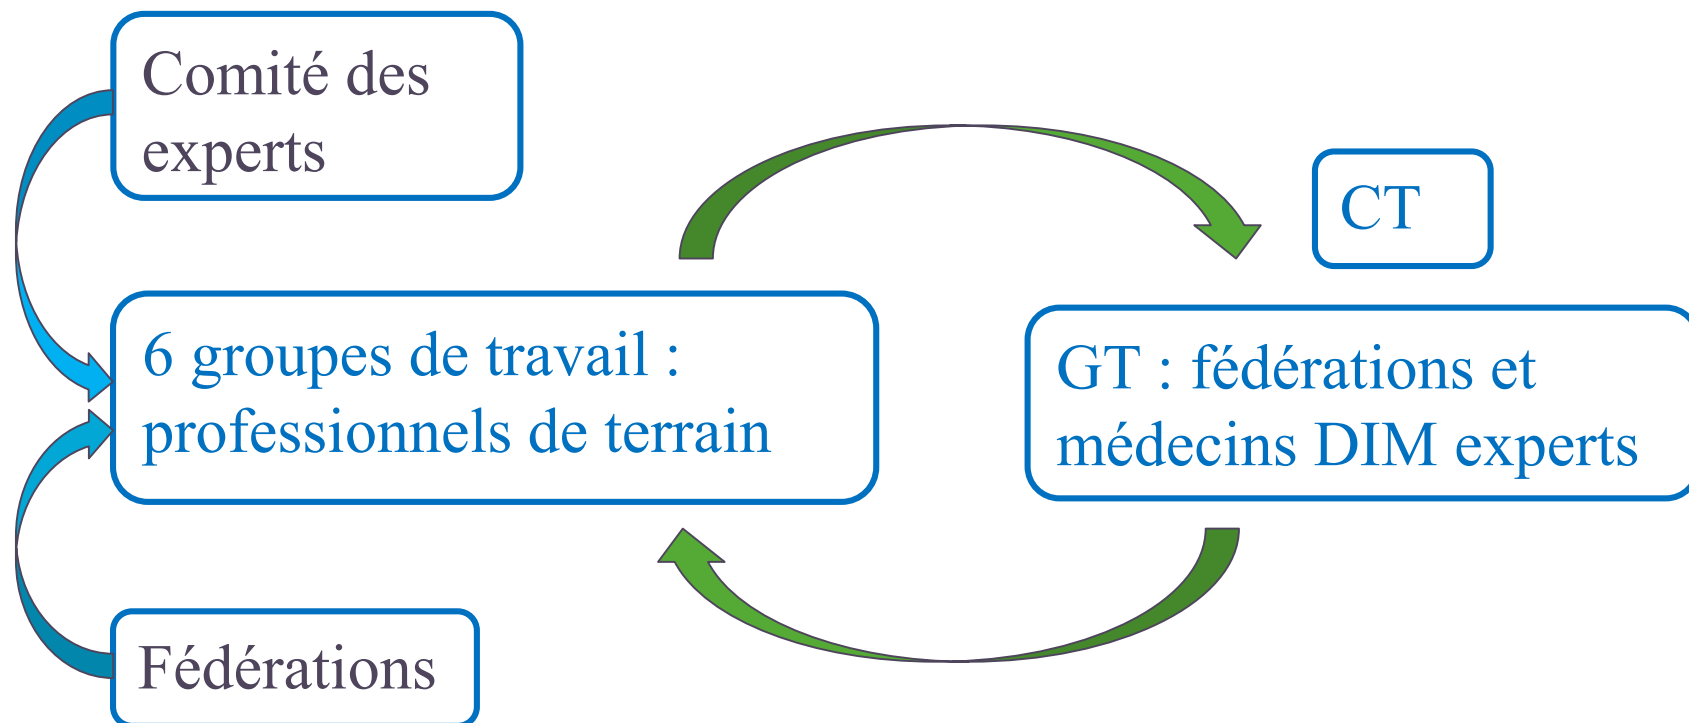 Comité des
experts
CT
6 groupes de travail :
professionnels de terrain
GT : fédérations et
médecins DIM experts
Fédérations